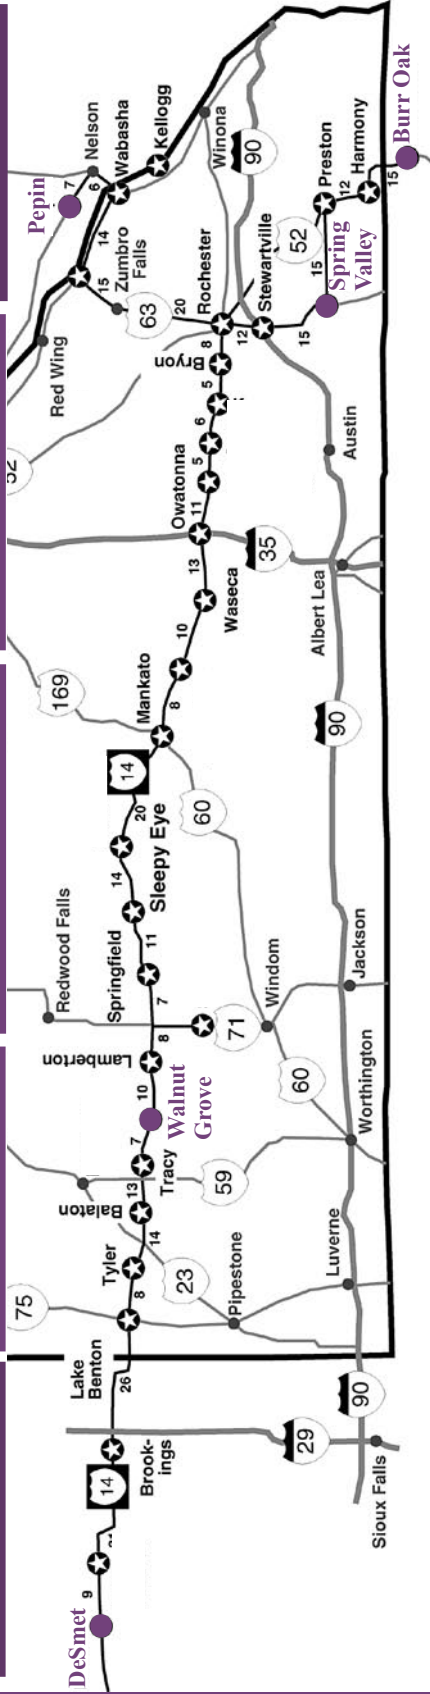 DeSmet
9
14
Brook-
ings
26
Lake
Benton
29
Sioux Falls
90
75
8
Tyler
14
23
Pipestone
Luverne
Balaton
13
Tracy
59
7
Walnut
Grove
10
Lamberton
8
7
71
60
Worthington
Redwood Falls
Springfield
11
Windom
Jackson
14
Sleepy Eye
20
14
60
169
Mankato
8
10
90
Waseca
13
35
Owatonna
11
5
6
5
Albert Lea
Austin
52
Bryon
8
Rochester
12
Stewartville
15
Spring
Valley
15
52
Preston
12
Harmony
15
Burr Oak
Red Wing
Zumbro
Falls
15
63
20
14
Pepin
7
6
Nelson
Wabasha
Kellogg
Winona
90